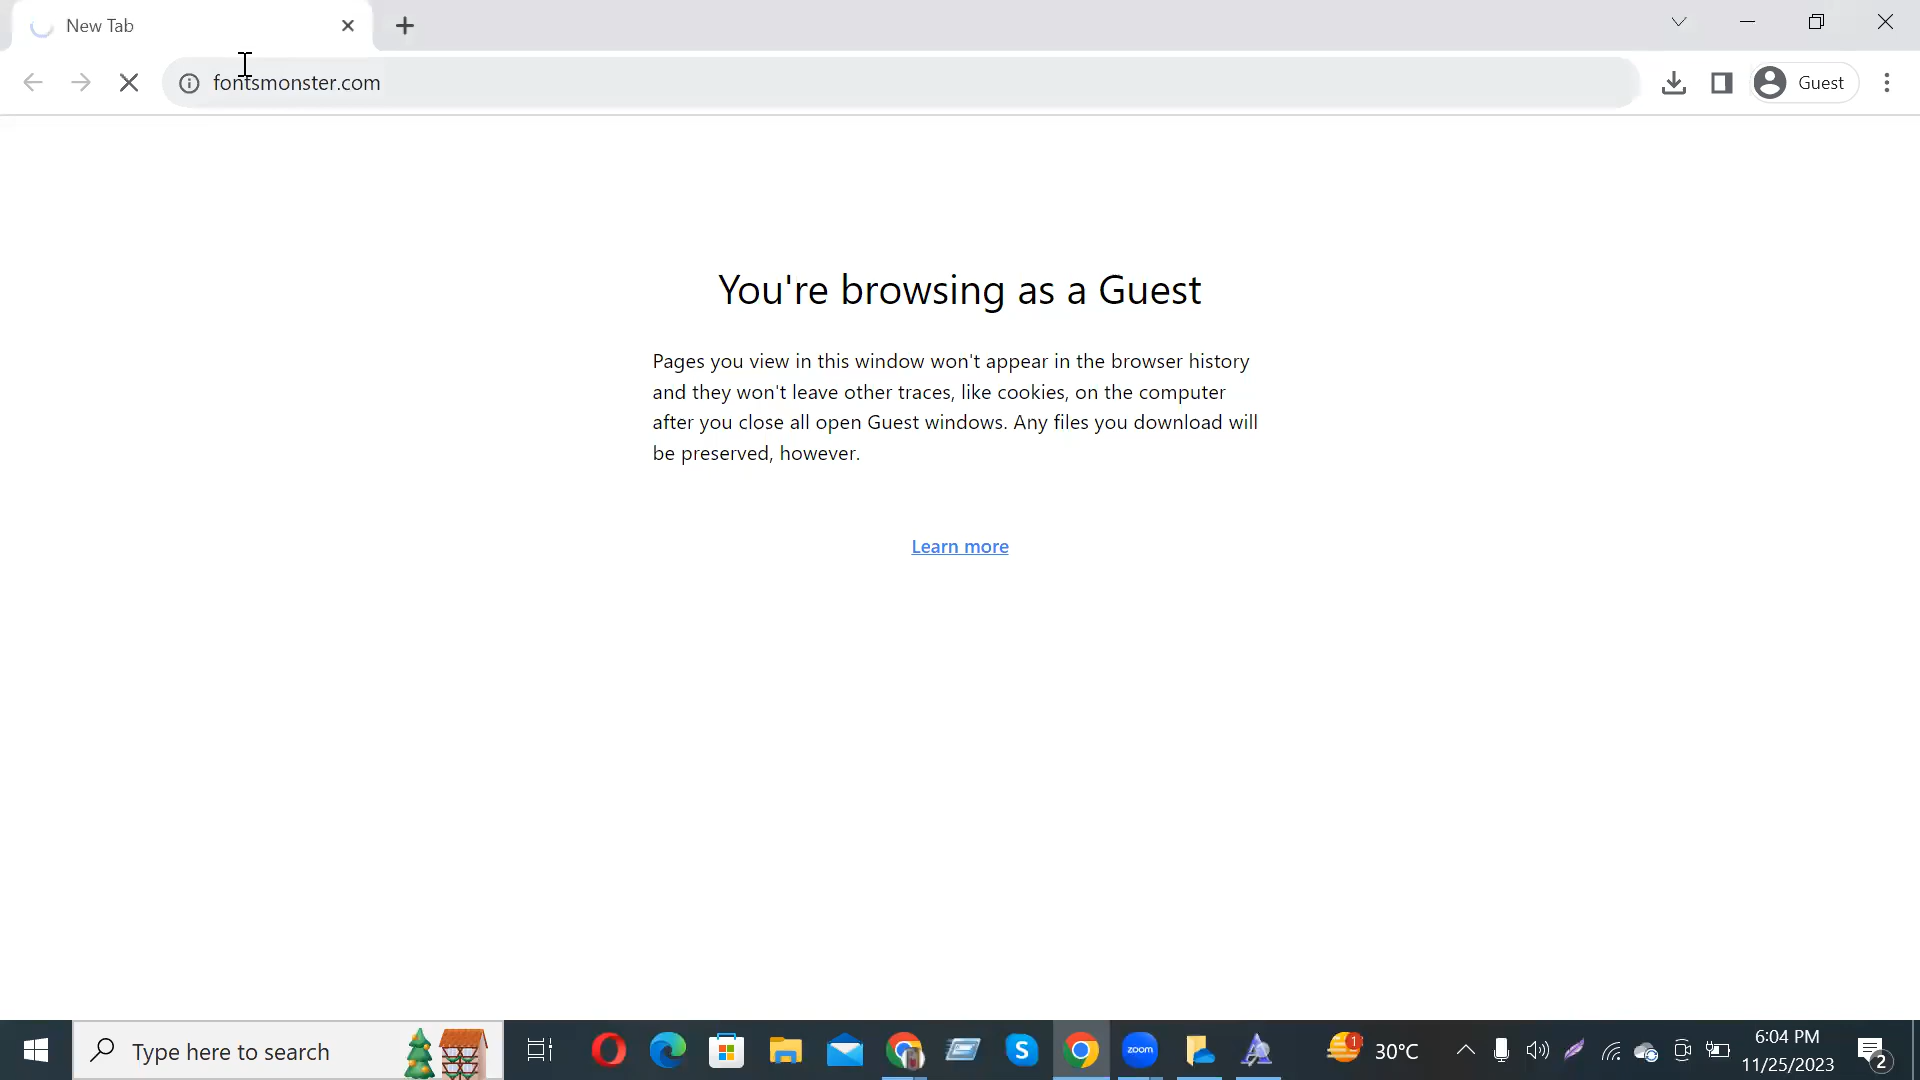 New Tab
fontsmonster.com
Guest
You're browsing as a Guest
Pages you view in this window won't appear in the browser history
and they won't leave other traces, like cookies, on the computer
after you close all open Guest windows. Any files you download will
be preserved, however.
Learn more
Type here to search
S
zoom
1
30°C
6:04 PM
11/25/2023
2